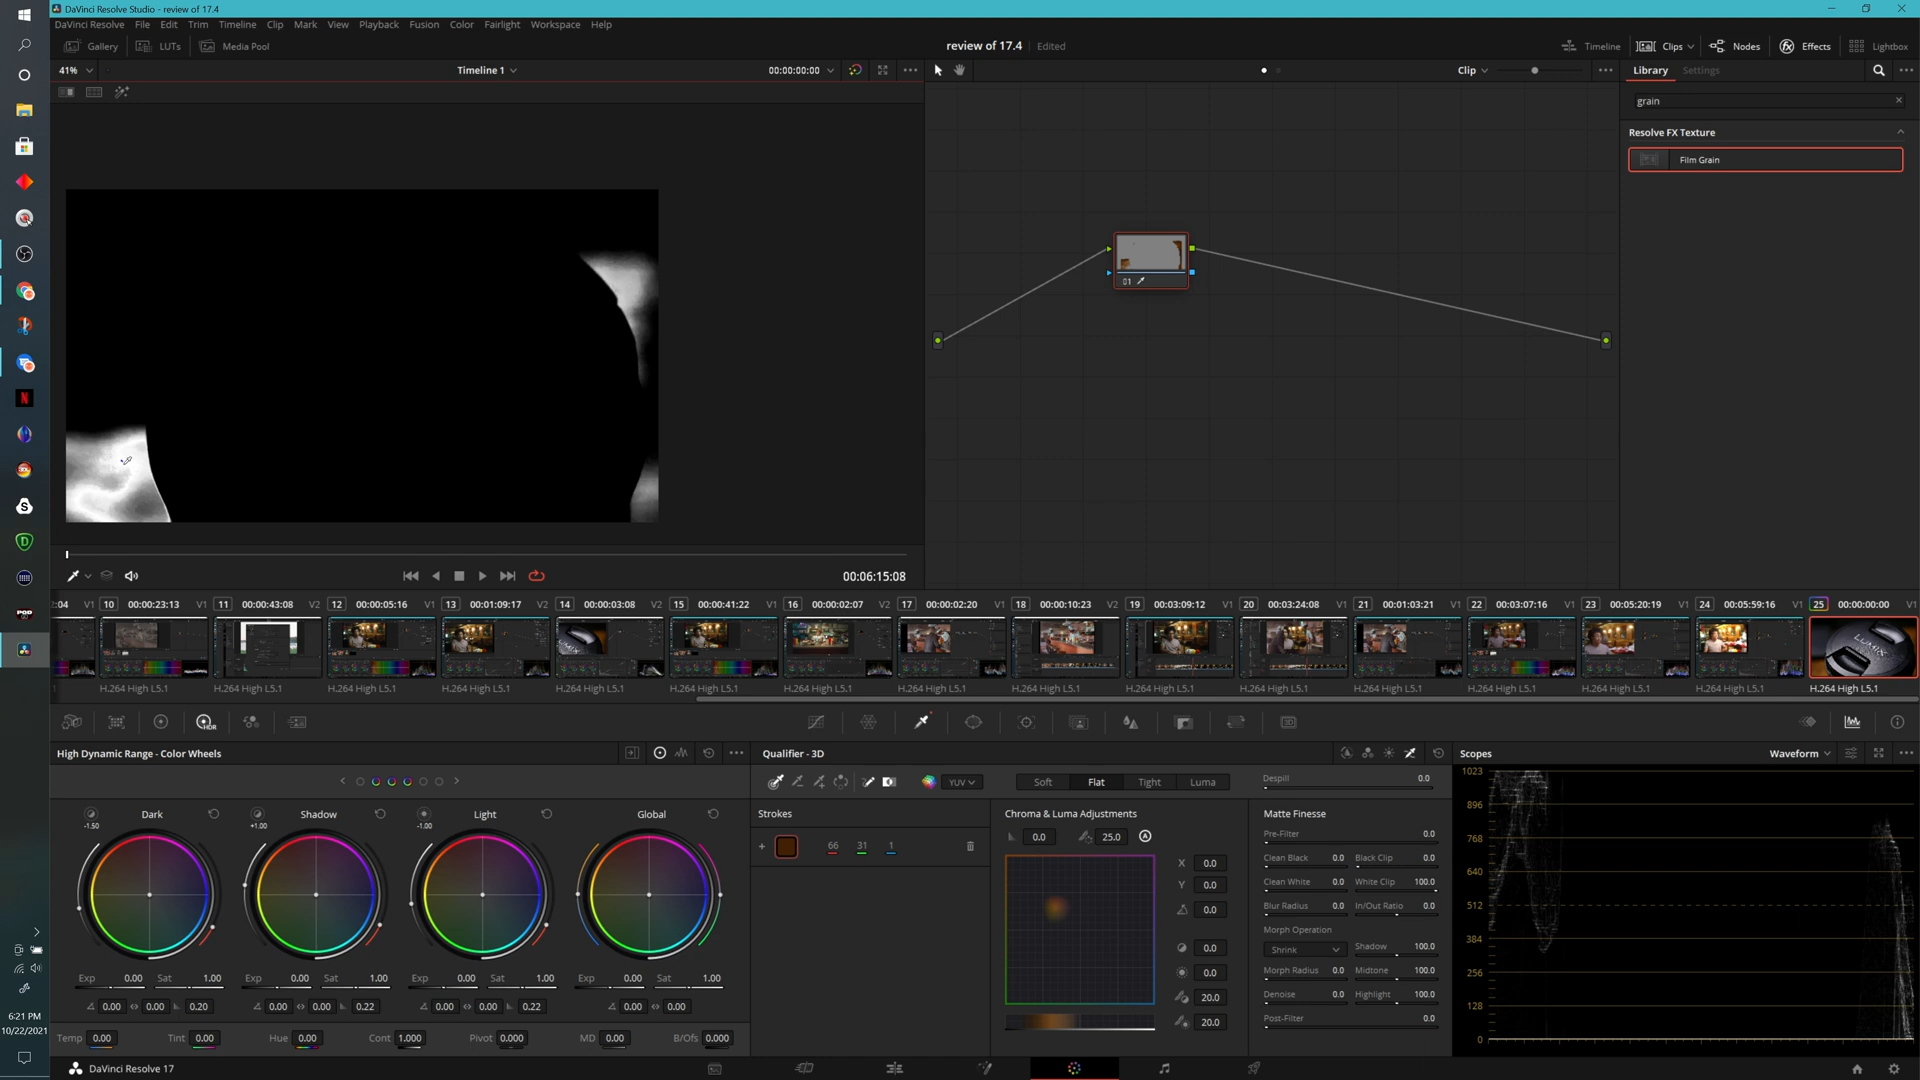 DaVinci Resolve Studio - review of 17.4
DaVinci Resolve File Edit Trim Timeline Clip Mark View Playback Fusion Color Fairlight Workspace Help
Gallery LUTs Media Pool review of 17.4 Edited Timeline Clips Nodes Effects Lightbox
41% Timeline 1 00:00:00:00 Clip Library Settings
grain
Resolve FX Texture
Film Grain
01
00:06:15:08
2:04 V1 10 00:00:23:13 V1 11 00:00:43:08 V2 12 00:00:05:16 V1 13 00:01:09:17 V2 14 00:00:03:08 V2 15 00:00:41:22 V1 16 00:00:02:07 V2 17 00:00:02:20 V1 18 00:00:10:23 V2 19 00:03:09:12 V1 20 00:03:24:08 V1 21 00:01:03:21 V1 22 00:03:07:16 V1 23 00:05:20:19 V1 24 00:05:59:16 V1 25 00:00:00:00 V1
LUMIX
H.264 High L5.1 H.264 High L5.1 H.264 High L5.1 H.264 High L5.1 H.264 High L5.1 H.264 High L5.1 H.264 High L5.1 H.264 High L5.1 H.264 High L5.1 H.264 High L5.1 H.264 High L5.1 H.264 High L5.1 H.264 High L5.1 H.264 High L5.1 H.264 High L5.1 H.264 High L5.1
HDR
3D
High Dynamic Range - Color Wheels Qualifier - 3D Scopes Waveform
YUV Soft Flat Tight Luma Despill 0.0
Dark Shadow Light Global
-1.50 +1.00 -1.00
Strokes Chroma & Luma Adjustments Matte Finesse
66 31 1 0.0 25.0 A
Pre-Filter 0.0
X 0.0 Clean Black 0.0 Black Clip 0.0
Y 0.0 Clean White 0.0 White Clip 100.0
0.0 Blur Radius 0.0 In/Out Ratio 0.0
Morph Operation
0.0 Shrink Shadow 100.0
0.0 Morph Radius 0.0 Midtone 100.0
20.0 Denoise 0.0 Highlight 100.0
20.0 Post-Filter 0.0
1023
896
768
640
512
384
256
128
0
Exp 0.00 Sat 1.00 Exp 0.00 Sat 1.00 Exp 0.00 Sat 1.00 Exp 0.00 Sat 1.00
0.00 0.00 0.20 0.00 0.00 0.22 0.00 0.00 0.22 0.00 0.00
Temp 0.00 Tint 0.00 Hue 0.00 Cont 1.000 Pivot 0.000 MD 0.00 B/Ofs 0.000
N
S
D
POD
6:21 PM
10/22/2021
DaVinci Resolve 17